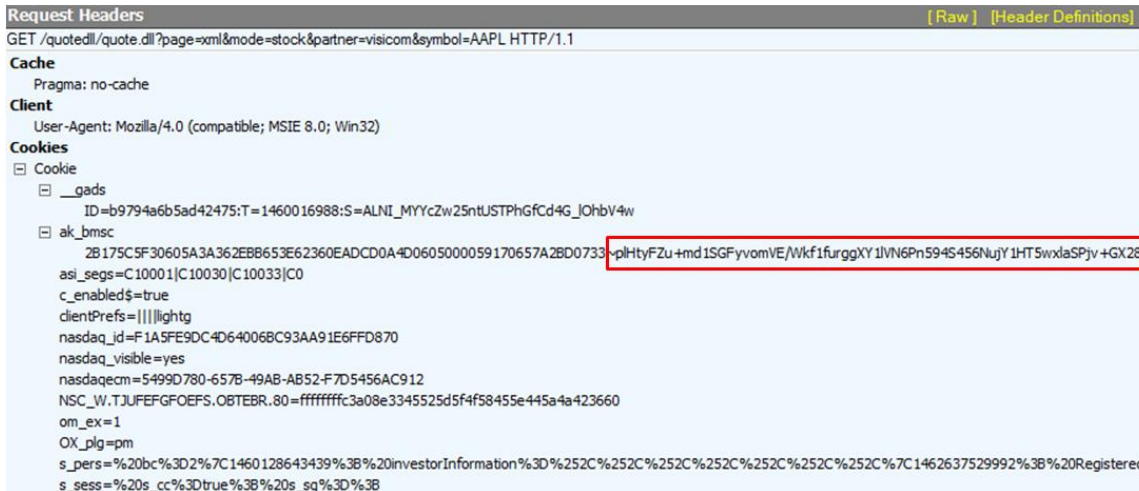 Request Headers [ Raw ] [Header Definitions]
GET /quotedll/quote.dll?page=xml&mode=stock&partner=visicom&symbol=AAPL HTTP/1.1
Cache
Pragma: no-cache
Client
User-Agent: Mozilla/4.0 (compatible; MSIE 8.0; Win32)
Cookies
Cookie
__gads
ID=b9794a6b5ad42475:T=1460016988:S=ALNI_MYYcZw25ntUSTPhGfCd4G_lOhbV4w
ak_bmsc
2B175C5F30605A3A362EBB653E62360EADCD0A4D06050000059170657A2BD0733~plHtyFZu+md1SGFyvomVE/Wkf1furggXY1lVN6Pn594S456NujY1HT5wxlaSPjv+GX28
asi_segs=C10001|C10030|C10033|C0
c_enabled$=true
clientPrefs=||||lightg
nasdaq_id=F1A5FE9DC4D64006BC93AA91E6FFD870
nasdaq_visible=yes
nasdaqecm=5499D780-657B-49AB-AB52-F7D5456AC912
NSC_W.TJUFEFGFOEFS.OBTEBR.80=ffffffffc3a08e3345525d5f4f58455e445a4a423660
om_ex=1
OX_plg=pm
s_pers=%20bc%3D2%7C1460128643439%3B%20investorInformation%3D%252C%252C%252C%252C%252C%252C%252C%7C1462637529992%3B%20Registered
s_sess=%20s_cc%3Dtrue%3B%20s_sq%3D%3B